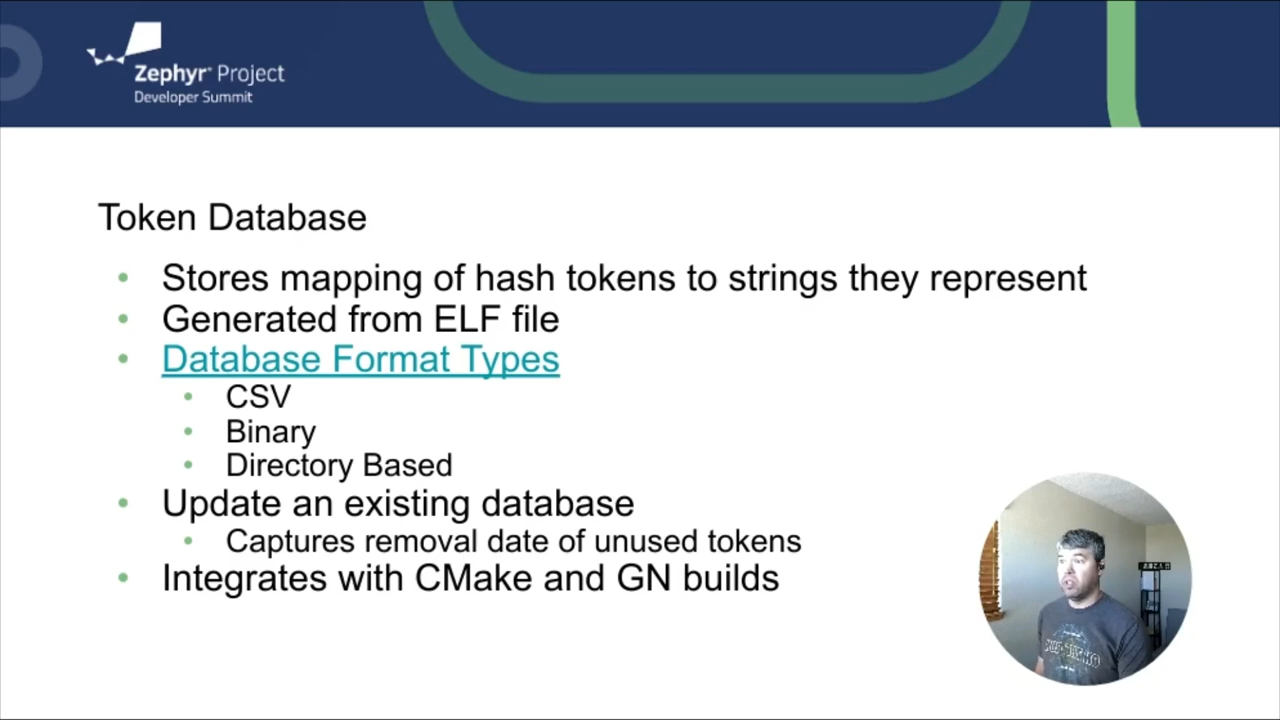 Zephyr® Project
Developer Summit
Token Database
• Stores mapping of hash tokens to strings they represent
• Generated from ELF file
• Database Format Types
• CSV
• Binary
• Directory Based
• Update an existing database
• Captures removal date of unused tokens
• Integrates with CMake and GN builds